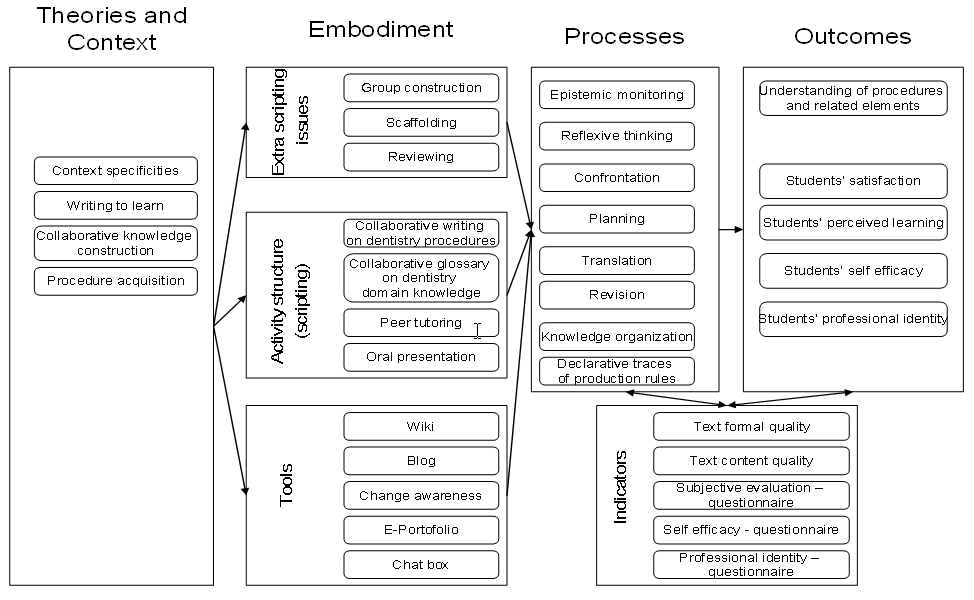 Theories and
Context
Embodiment
Processes
Outcomes
Context specificities
Writing to learn
Collaborative knowledge
construction
Procedure acquisition
Extra scripting
issues
Group construction
Scaffolding
Reviewing
Activity structure
(scripting)
Collaborative writing
on dentistry procedures
Collaborative glossary
on dentistry
domain knowledge
Peer tutoring
Oral presentation
Tools
Wiki
Blog
Change awareness
E-Portofolio
Chat box
Epistemic monitoring
Reflexive thinking
Confrontation
Planning
Translation
Revision
Knowledge organization
Declarative traces
of production rules
Understanding of procedures
and related elements
Students' satisfaction
Students' perceived learning
Students' self efficacy
Students' professional identity
Indicators
Text formal quality
Text content quality
Subjective evaluation –
questionnaire
Self efficacy - questionnaire
Professional identity –
questionnaire